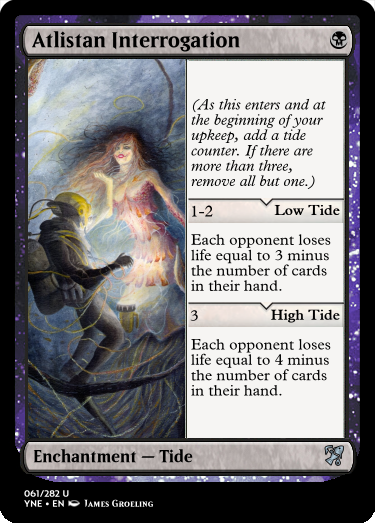 Atlistan Interrogation
(As this enters and at
the beginning of your
upkeep, add a tide
counter. If there are
more than three,
remove all but one.)
1-2 Low Tide
Each opponent loses
life equal to 3 minus
the number of cards
in their hand.
3 High Tide
Each opponent loses
life equal to 4 minus
the number of cards
in their hand.
Enchantment — Tide
061/282 U
YNE • EN James Groeling